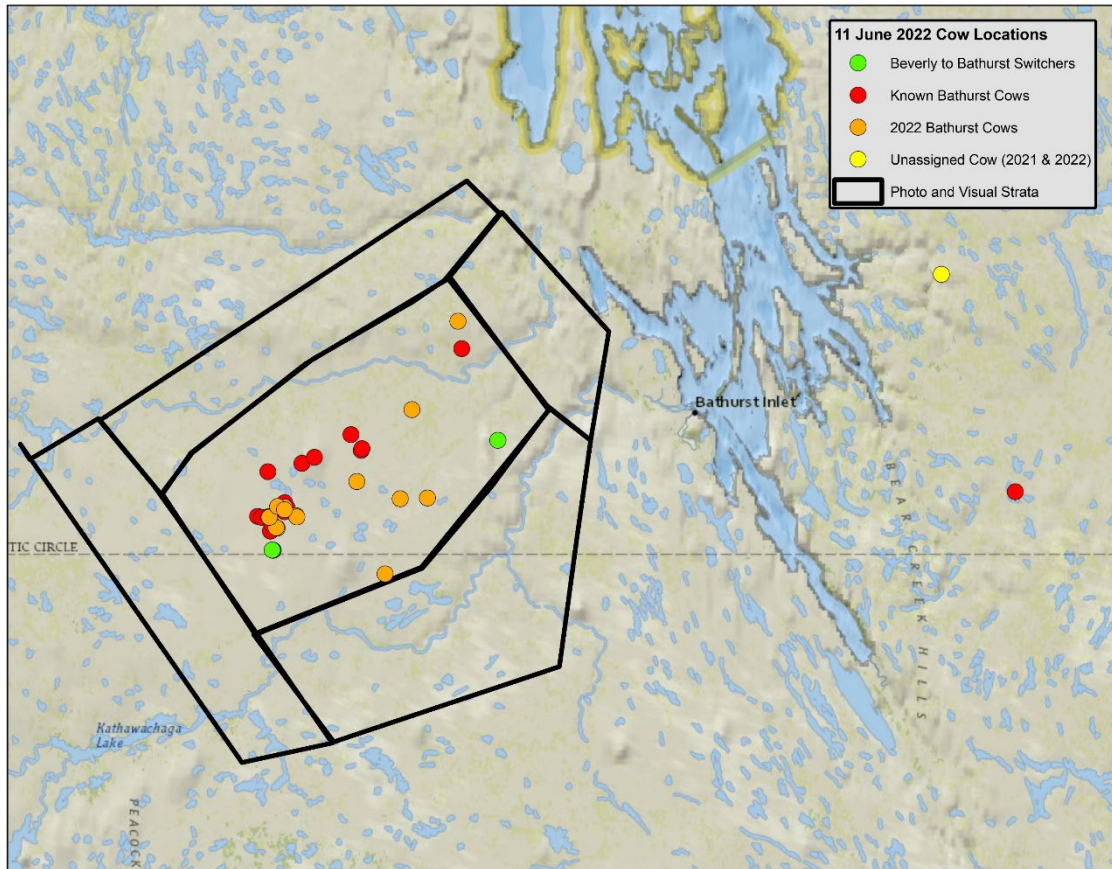 11 June 2022 Cow Locations
Beverly to Bathurst Switchers
Known Bathurst Cows
2022 Bathurst Cows
Unassigned Cow (2021 & 2022)
Photo and Visual Strata
Bathurst Inlet
BEAR CREEK HILLS
TIC CIRCLE
Kathawachaga
Lake
PEACOCK